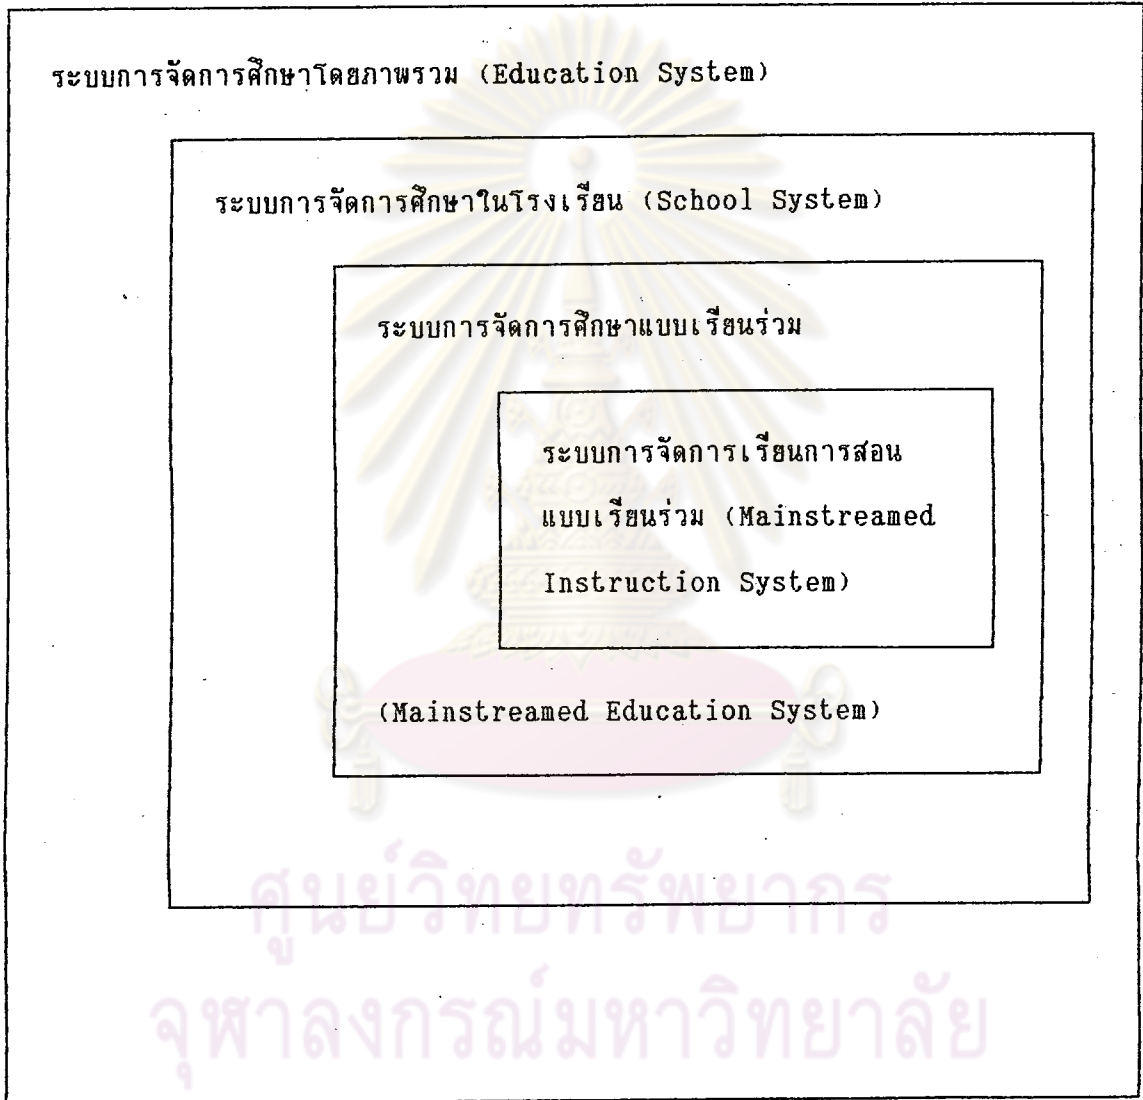 ระบบการจัดการศึกษาโดยภาพรวม (Education System)
ระบบการจัดการศึกษาในโรงเรียน (School System)
ระบบการจัดการศึกษาแบบเรียนร่วม
ระบบการจัดการเรียนการสอน
แบบเรียนร่วม (Mainstreamed
Instruction System)
(Mainstreamed Education System)
ศูนย์วิทยทรัพยากร
จุฬาลงกรณ์มหาวิทยาลัย